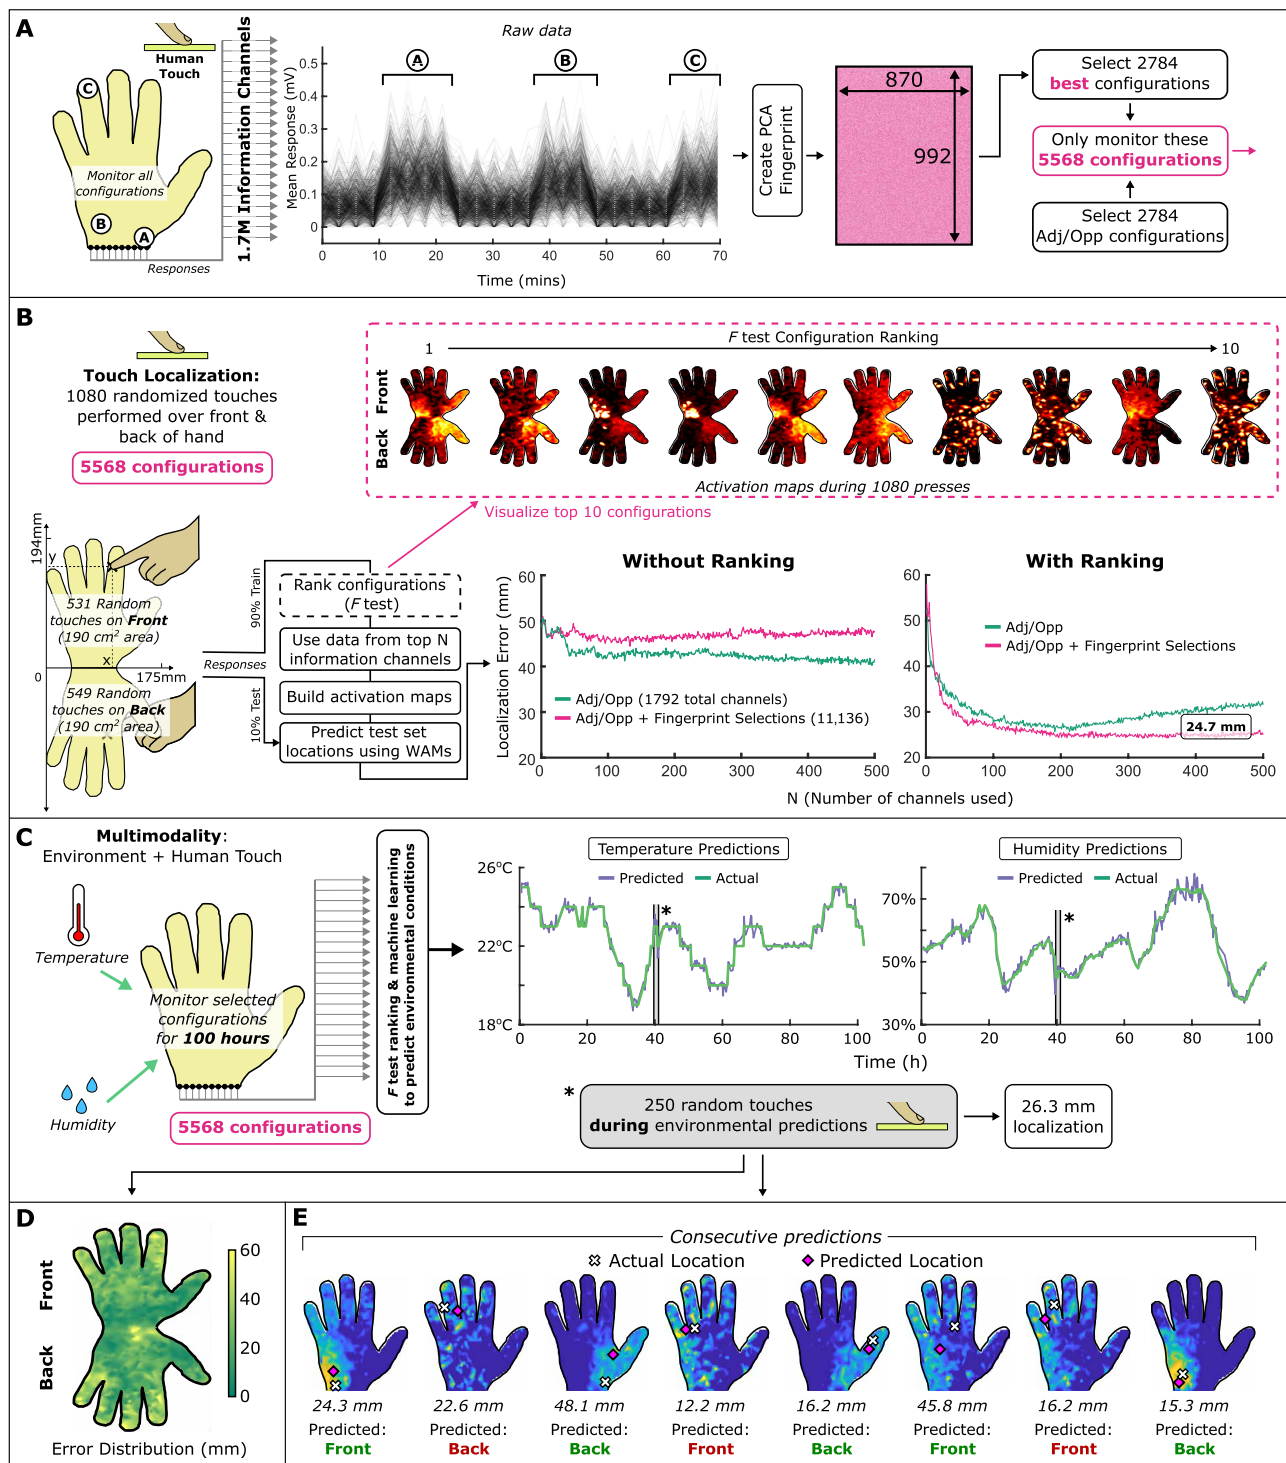 A
Human
Touch
C
Monitor all
configurations
B
A
Responses
1.7M Information Channels
Raw data
A
B
C
Mean Response (mV)
0.5
0.4
0.3
0.2
0.1
0
0
10
20
30
40
50
60
70
Time (mins)
Create PCA
Fingerprint
870
992
Select 2784
best configurations
Only monitor these
5568 configurations
Select 2784
Adj/Opp configurations
B
Touch Localization:
1080 randomized touches
performed over front &
back of hand
5568 configurations
F test Configuration Ranking
1
10
Front
Back
Activation maps during 1080 presses
Visualize top 10 configurations
194mm
y
531 Random
touches on Front
(190 cm² area)
x
0
175mm
549 Random
touches on Back
(190 cm² area)
Responses
90% Train
10% Test
Rank configurations
(F test)
Use data from top N
information channels
Build activation maps
Predict test set
locations using WAMs
Without Ranking
Localization Error (mm)
60
50
40
30
20
Adj/Opp (1792 total channels)
Adj/Opp + Fingerprint Selections (11,136)
0
100
200
300
400
500
With Ranking
60
50
40
30
20
Adj/Opp
Adj/Opp + Fingerprint Selections
24.7 mm
0
100
200
300
400
500
N (Number of channels used)
C
Multimodality:
Environment + Human Touch
Temperature
Monitor selected
configurations
for 100 hours
Humidity
5568 configurations
F test ranking & machine learning
to predict environmental conditions
Temperature Predictions
Predicted
Actual
26°C
22°C
18°C
*
0
20
40
60
80
100
Humidity Predictions
Predicted
Actual
70%
50%
30%
*
0
20
40
60
80
100
Time (h)
*
250 random touches
during environmental predictions
26.3 mm
localization
D
Front
Back
60
40
20
0
Error Distribution (mm)
E
Consecutive predictions
Actual Location
Predicted Location
24.3 mm
22.6 mm
48.1 mm
12.2 mm
16.2 mm
45.8 mm
16.2 mm
15.3 mm
Predicted:
Front
Predicted:
Back
Predicted:
Back
Predicted:
Front
Predicted:
Back
Predicted:
Front
Predicted:
Front
Predicted:
Back